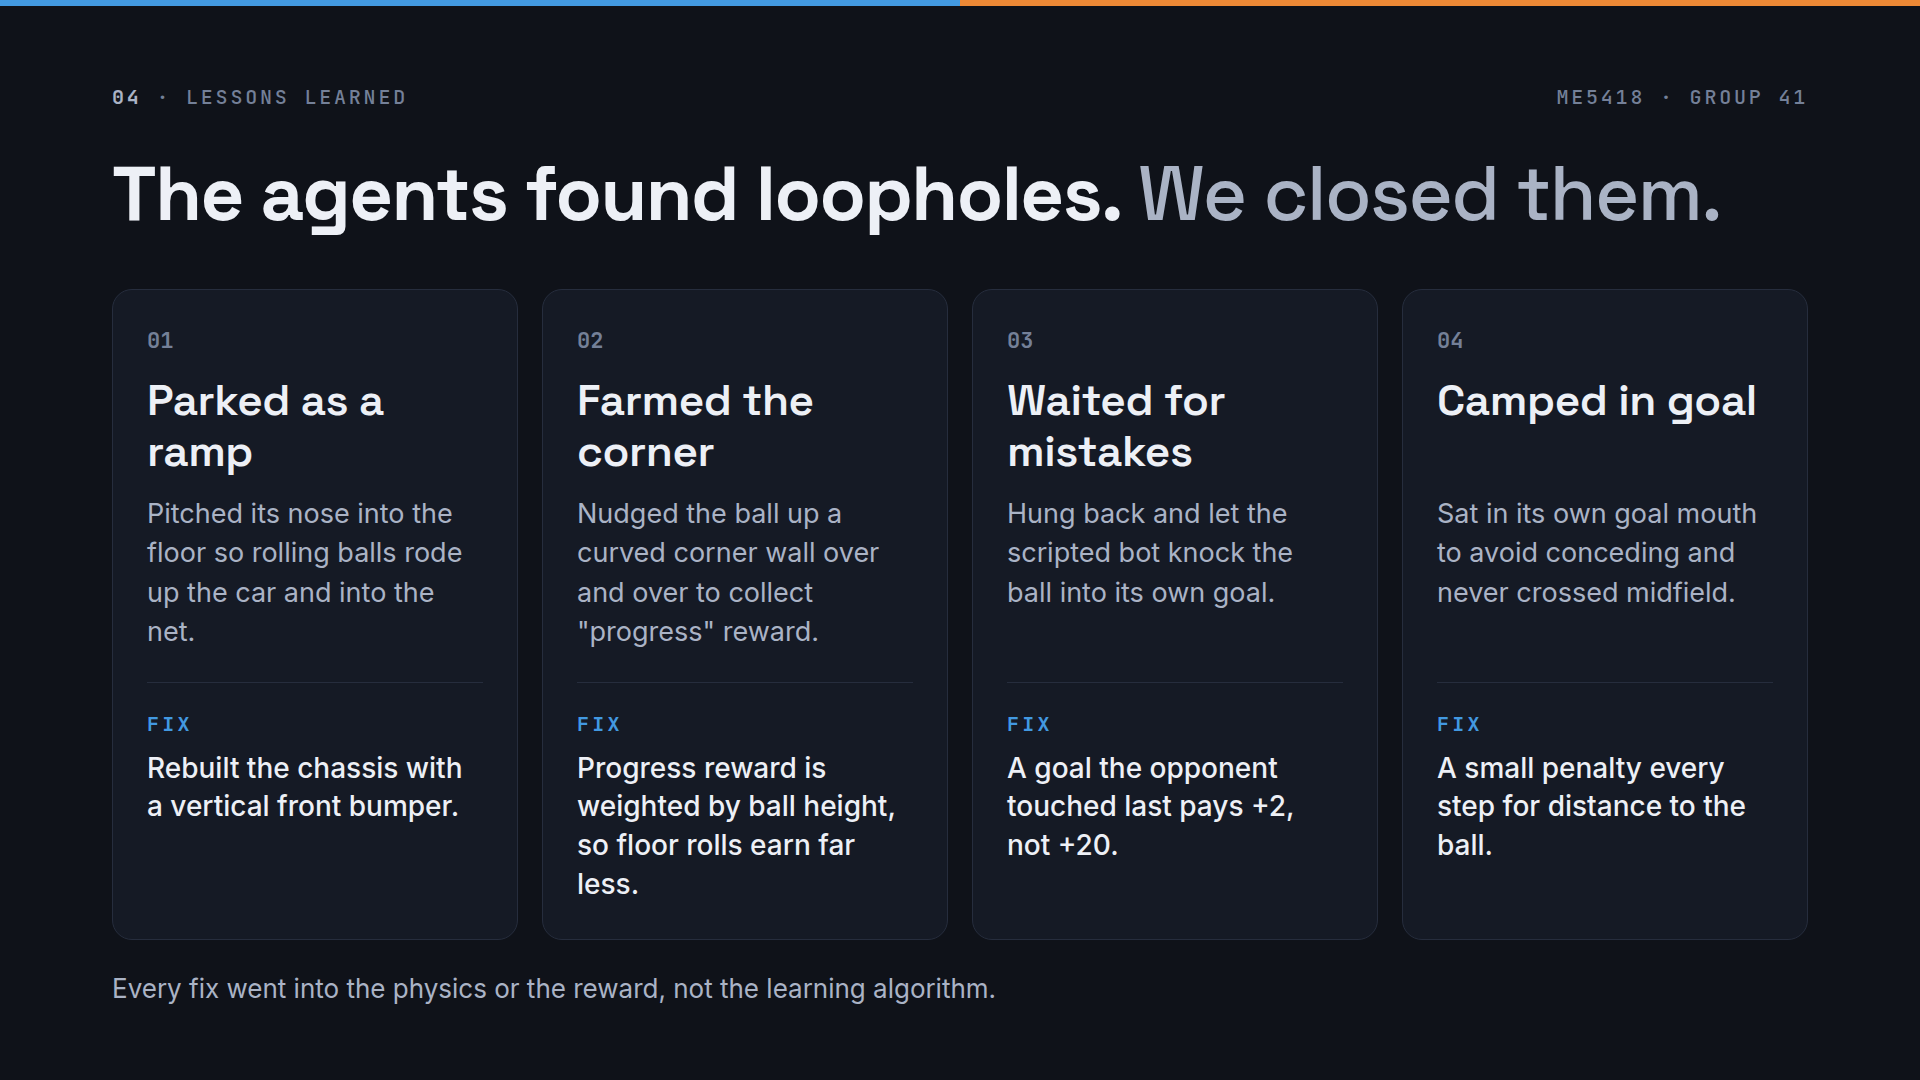 04 · LESSONS LEARNED
ME5418 · GROUP 41
The agents found loopholes. We closed them.
01
Parked as a
ramp
Pitched its nose into the
floor so rolling balls rode
up the car and into the
net.
FIX
Rebuilt the chassis with
a vertical front bumper.
02
Farmed the
corner
Nudged the ball up a
curved corner wall over
and over to collect
"progress" reward.
FIX
Progress reward is
weighted by ball height,
so floor rolls earn far
less.
03
Waited for
mistakes
Hung back and let the
scripted bot knock the
ball into its own goal.
FIX
A goal the opponent
touched last pays +2,
not +20.
04
Camped in goal
Sat in its own goal mouth
to avoid conceding and
never crossed midfield.
FIX
A small penalty every
step for distance to the
ball.
Every fix went into the physics or the reward, not the learning algorithm.